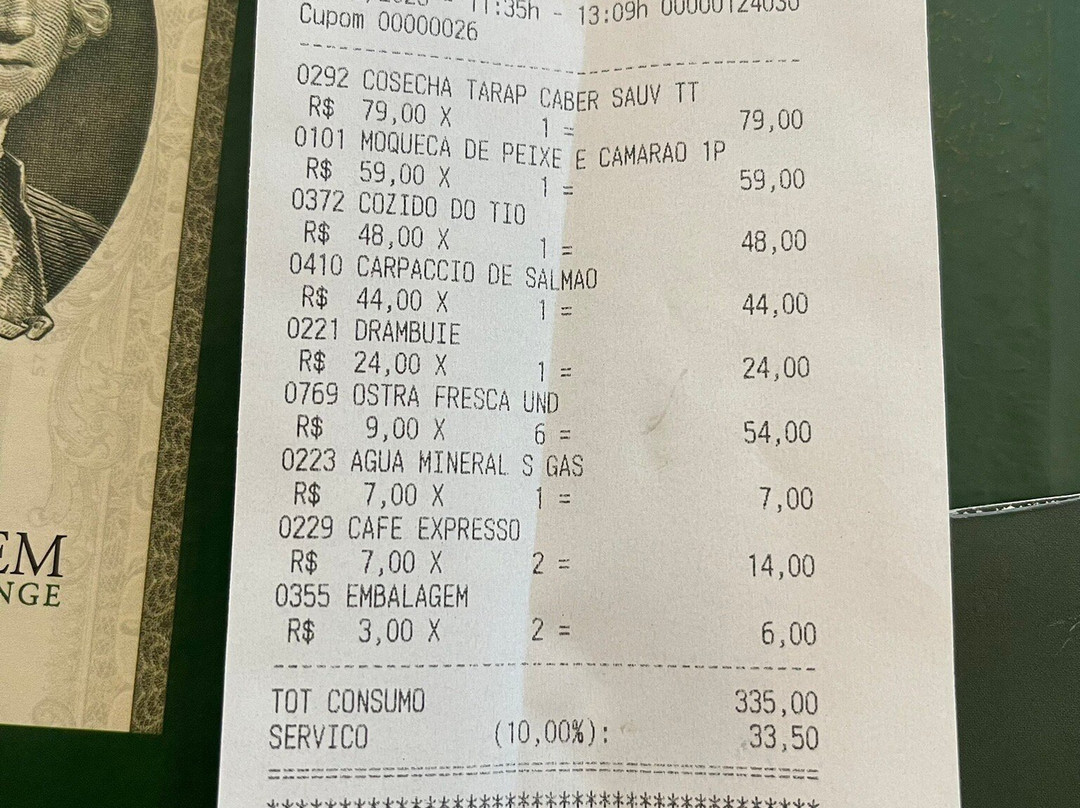 11:35h - 13:09h
Cupom 00000026
0292 COSECHA TARAP CABER SAUV TT
R$ 79,00 X 1 = 79,00
0101 MOQUECA DE PEIXE E CAMARAO 1P
R$ 59,00 X 1 = 59,00
0372 COZIDO DO TIO
R$ 48,00 X 1 = 48,00
0410 CARPACCIO DE SALMAO
R$ 44,00 X 1 = 44,00
0221 DRAMBUIE
R$ 24,00 X 1 = 24,00
0769 OSTRA FRESCA UND
R$ 9,00 X 6 = 54,00
0223 AGUA MINERAL S GAS
R$ 7,00 X 1 = 7,00
0229 CAFE EXPRESSO
R$ 7,00 X 2 = 14,00
0355 EMBALAGEM
R$ 3,00 X 2 = 6,00
TOT CONSUMO 335,00
SERVICO (10,00%): 33,50
EM
NGE